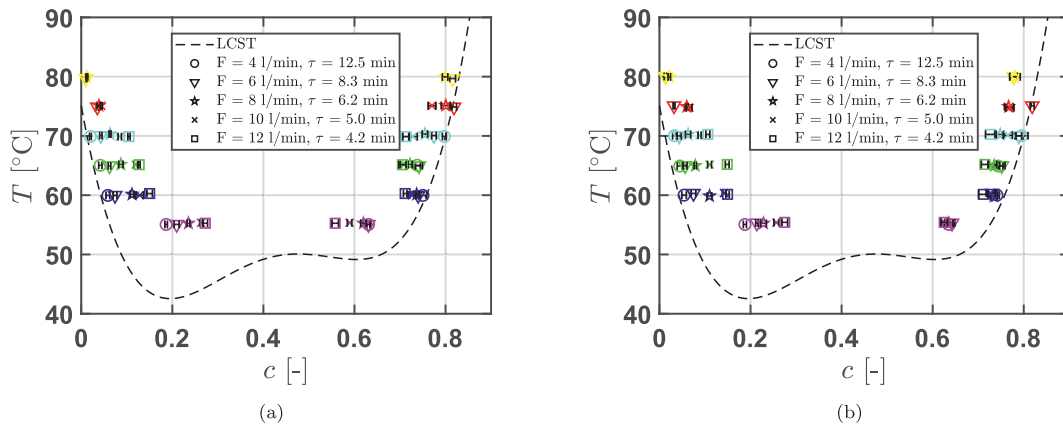 90
80
70
60
50
40
T [°C]
0
0.2
0.4
0.6
0.8
c [-]
LCST
F = 4 l/min, τ = 12.5 min
F = 6 l/min, τ = 8.3 min
F = 8 l/min, τ = 6.2 min
F = 10 l/min, τ = 5.0 min
F = 12 l/min, τ = 4.2 min
(a)
90
80
70
60
50
40
T [°C]
0
0.2
0.4
0.6
0.8
c [-]
LCST
F = 4 l/min, τ = 12.5 min
F = 6 l/min, τ = 8.3 min
F = 8 l/min, τ = 6.2 min
F = 10 l/min, τ = 5.0 min
F = 12 l/min, τ = 4.2 min
(b)